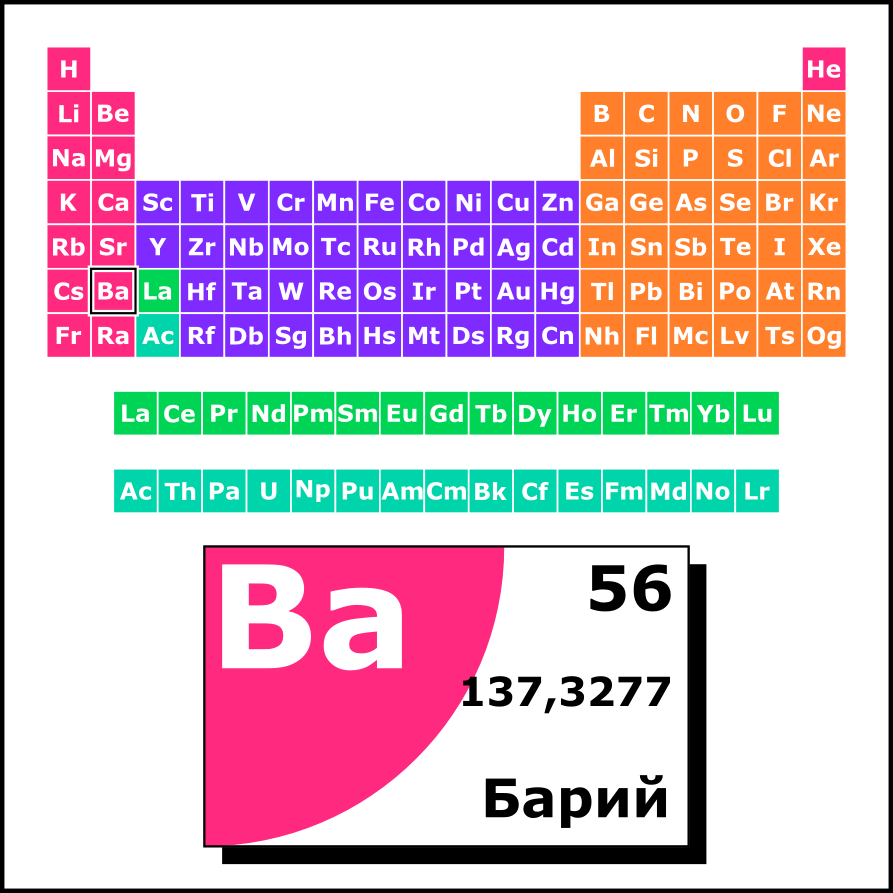 H He
Li Be B C N O F Ne
Na Mg Al Si P S Cl Ar
K Ca Sc Ti V Cr Mn Fe Co Ni Cu Zn Ga Ge As Se Br Kr
Rb Sr Y Zr Nb Mo Tc Ru Rh Pd Ag Cd In Sn Sb Te I Xe
Cs Ba La Hf Ta W Re Os Ir Pt Au Hg Tl Pb Bi Po At Rn
Fr Ra Ac Rf Db Sg Bh Hs Mt Ds Rg Cn Nh Fl Mc Lv Ts Og
La Ce Pr Nd Pm Sm Eu Gd Tb Dy Ho Er Tm Yb Lu
Ac Th Pa U Np Pu Am Cm Bk Cf Es Fm Md No Lr
Ba 56
137,3277
Барий